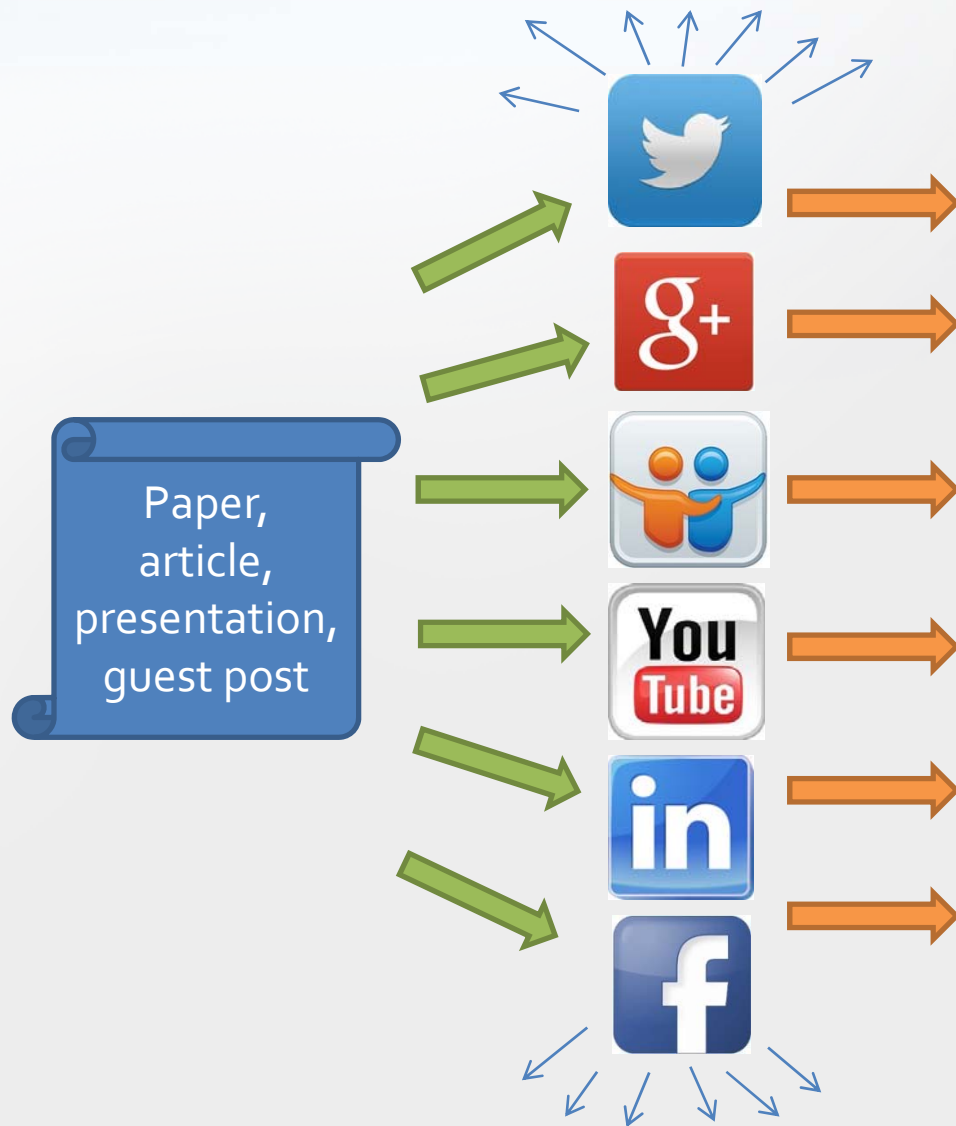 Paper,
article,
presentation,
guest post
g+
You
Tube
in
f